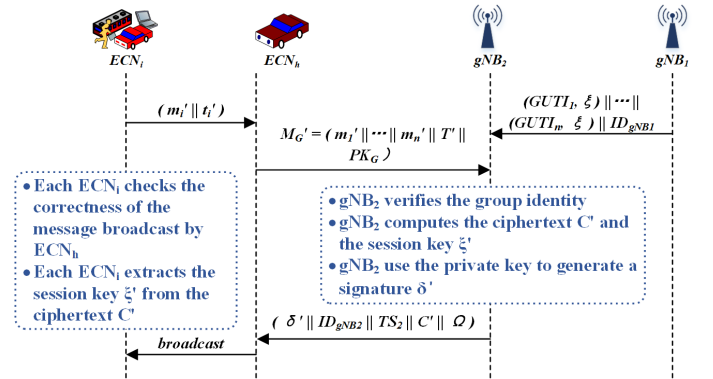 ECNi
ECNh
gNB2
gNB1
( mi' || ti' )
(GUTI1, ξ ) || ··· ||
(GUTIn, ξ ) || IDgNB1
MG' = ( m1' || ··· || mn' || T' ||
PKG )
• Each ECNi checks the
correctness of the
message broadcast by
ECNh
• Each ECNi extracts the
session key ξ' from the
ciphertext C'
• gNB2 verifies the group identity
• gNB2 computes the ciphertext C' and
the session key ξ'
• gNB2 use the private key to generate a
signature δ'
( δ' || IDgNB2 || TS2 || C' || Ω )
broadcast